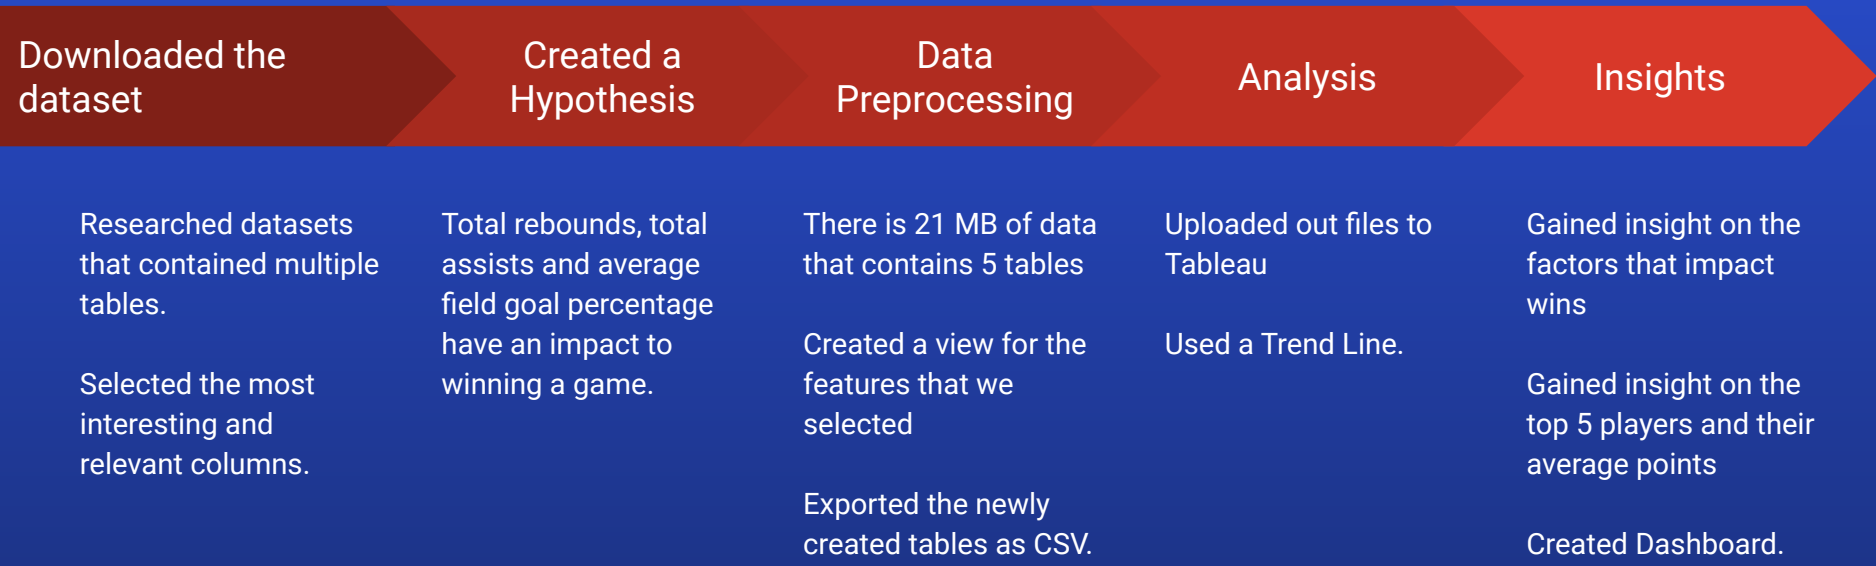 Downloaded the
dataset
Created a
Hypothesis
Data
Preprocessing
Analysis
Insights
Researched datasets
that contained multiple
tables.
Selected the most
interesting and
relevant columns.
Total rebounds, total
assists and average
field goal percentage
have an impact to
winning a game.
There is 21 MB of data
that contains 5 tables
Created a view for the
features that we
selected
Exported the newly
created tables as CSV.
Uploaded out files to
Tableau
Used a Trend Line.
Gained insight on the
factors that impact
wins
Gained insight on the
top 5 players and their
average points
Created Dashboard.